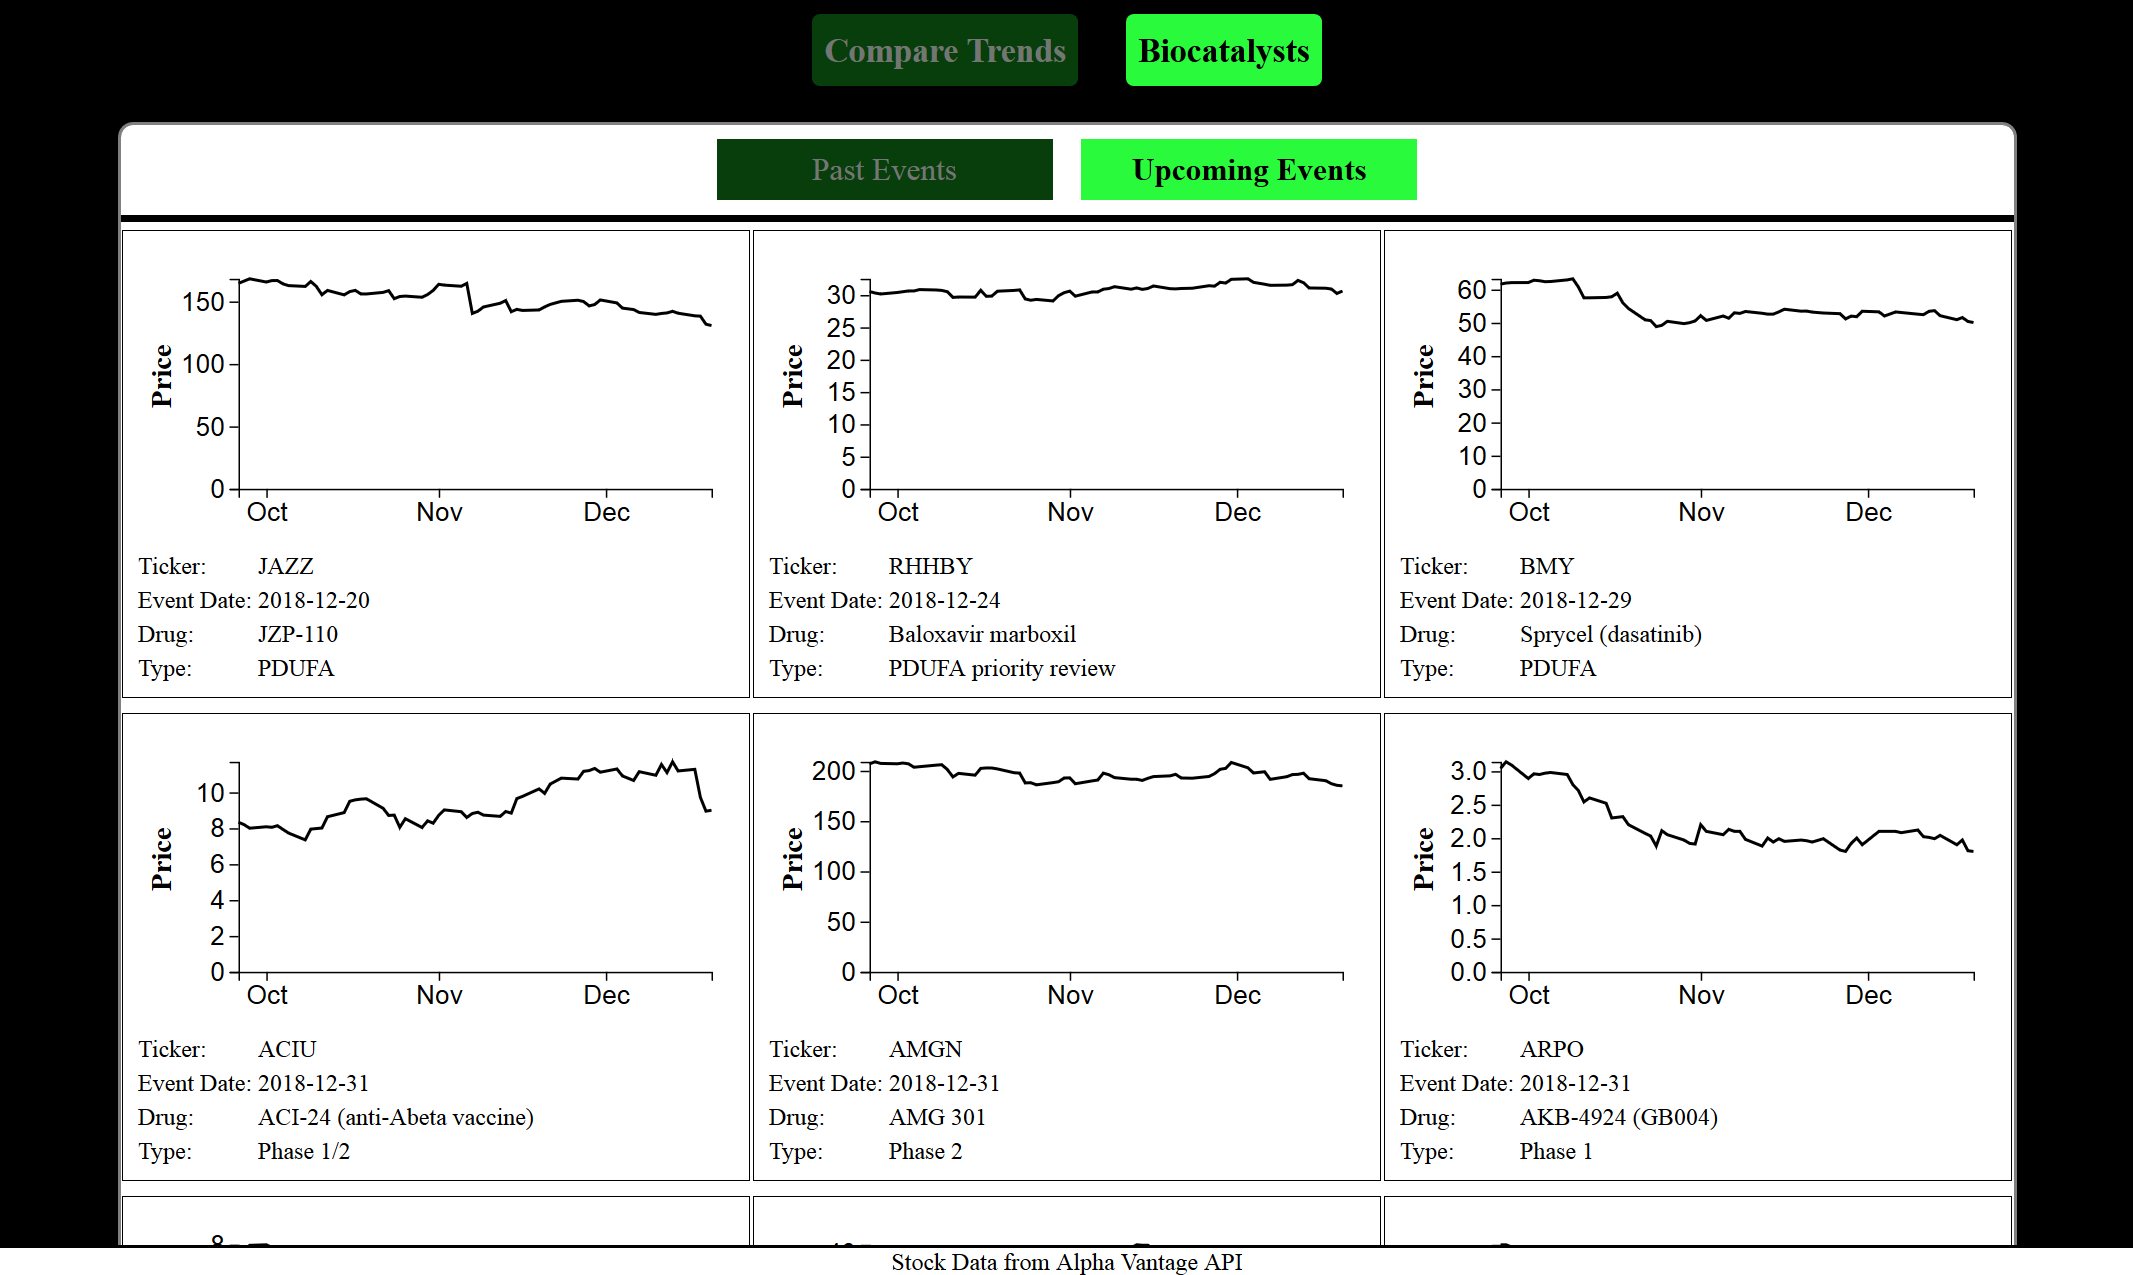 Compare Trends Biocatalysts
Past Events Upcoming Events
Price
150
100
50
0
Oct Nov Dec
Ticker: JAZZ
Event Date: 2018-12-20
Drug: JZP-110
Type: PDUFA
Price
30
25
20
15
10
5
0
Oct Nov Dec
Ticker: RHHBY
Event Date: 2018-12-24
Drug: Baloxavir marboxil
Type: PDUFA priority review
Price
60
50
40
30
20
10
0
Oct Nov Dec
Ticker: BMY
Event Date: 2018-12-29
Drug: Sprycel (dasatinib)
Type: PDUFA
Price
10
8
6
4
2
0
Oct Nov Dec
Ticker: ACIU
Event Date: 2018-12-31
Drug: ACI-24 (anti-Abeta vaccine)
Type: Phase 1/2
Price
200
150
100
50
0
Oct Nov Dec
Ticker: AMGN
Event Date: 2018-12-31
Drug: AMG 301
Type: Phase 2
Price
3.0
2.5
2.0
1.5
1.0
0.5
0.0
Oct Nov Dec
Ticker: ARPO
Event Date: 2018-12-31
Drug: AKB-4924 (GB004)
Type: Phase 1
8
Stock Data from Alpha Vantage API